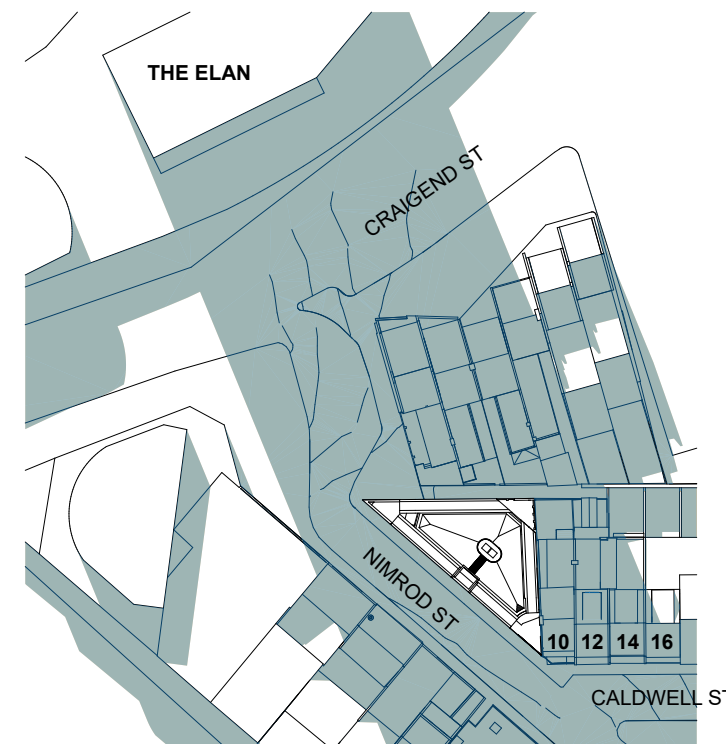 THE ELAN
CRAIGEND ST
NIMROD ST
10 12 14 16
CALDWELL ST